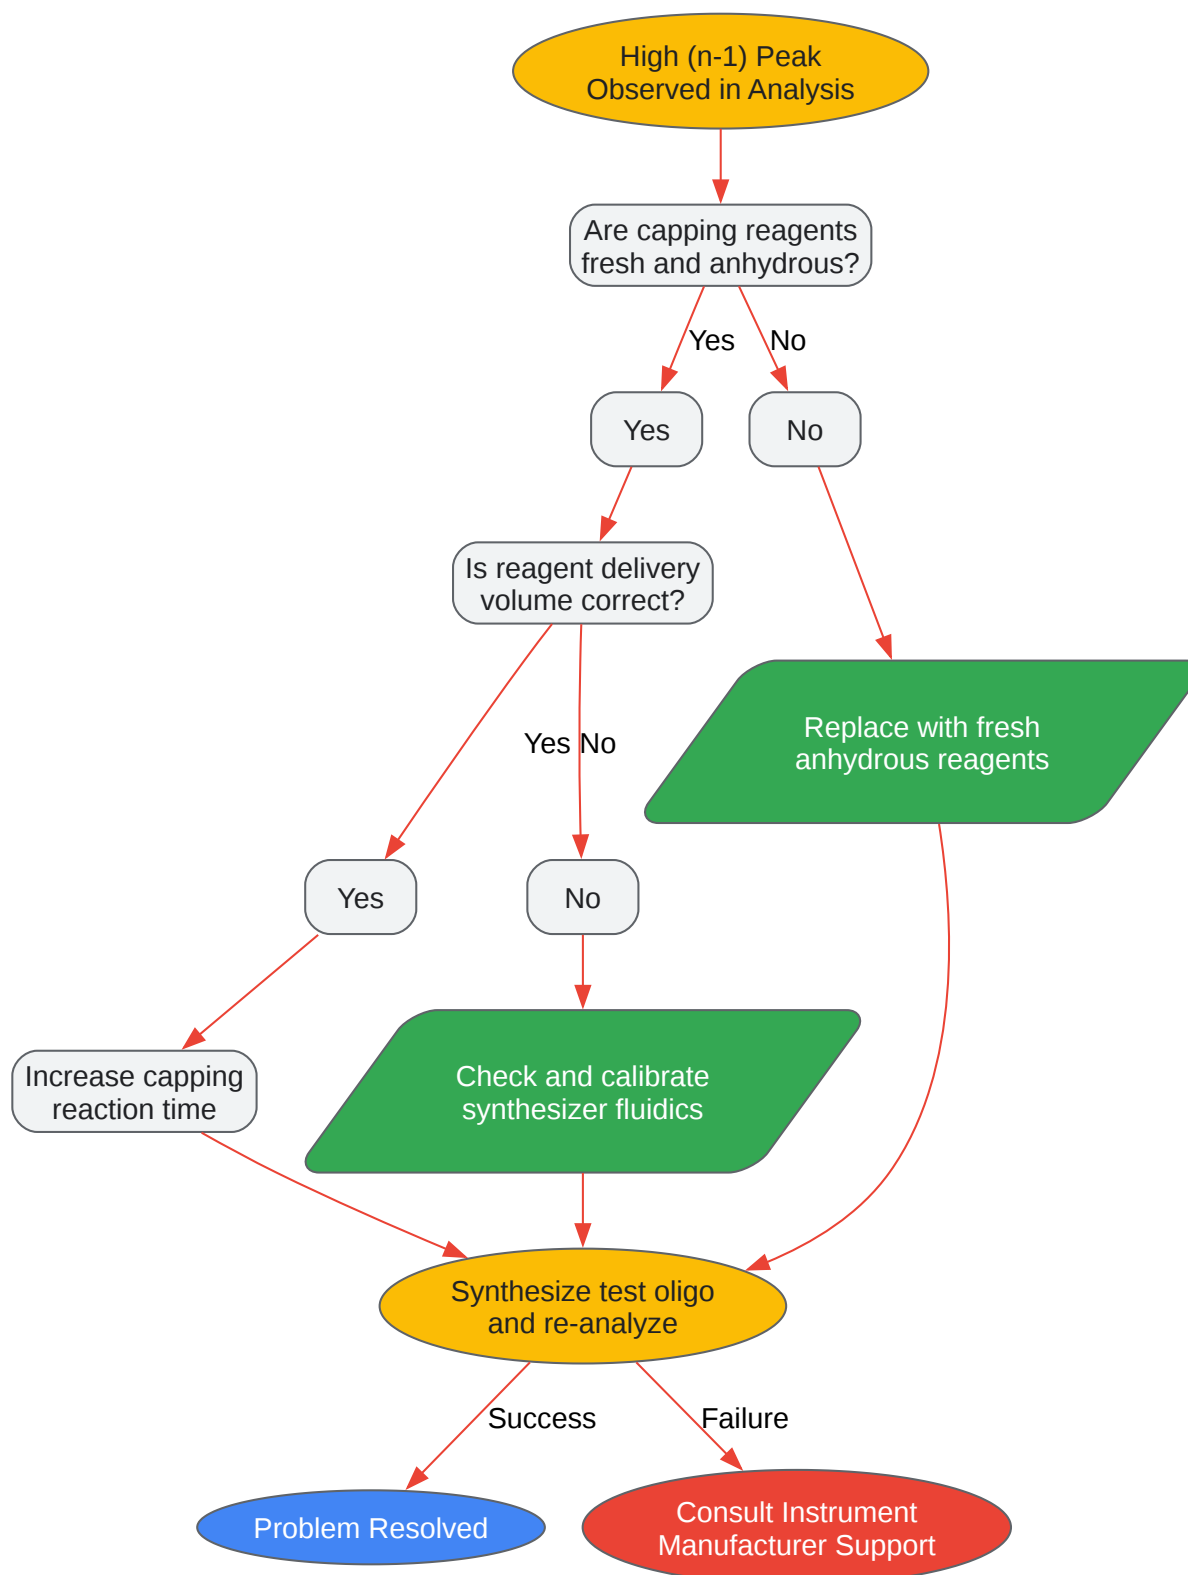 High (n-1) Peak
Observed in Analysis
Are capping reagents
fresh and anhydrous?
Yes
No
Yes
No
Is reagent delivery
volume correct?
Replace with fresh
anhydrous reagents
Yes
No
Yes
No
Increase capping
reaction time
Check and calibrate
synthesizer fluidics
Synthesize test oligo
and re-analyze
Success
Failure
Problem Resolved
Consult Instrument
Manufacturer Support